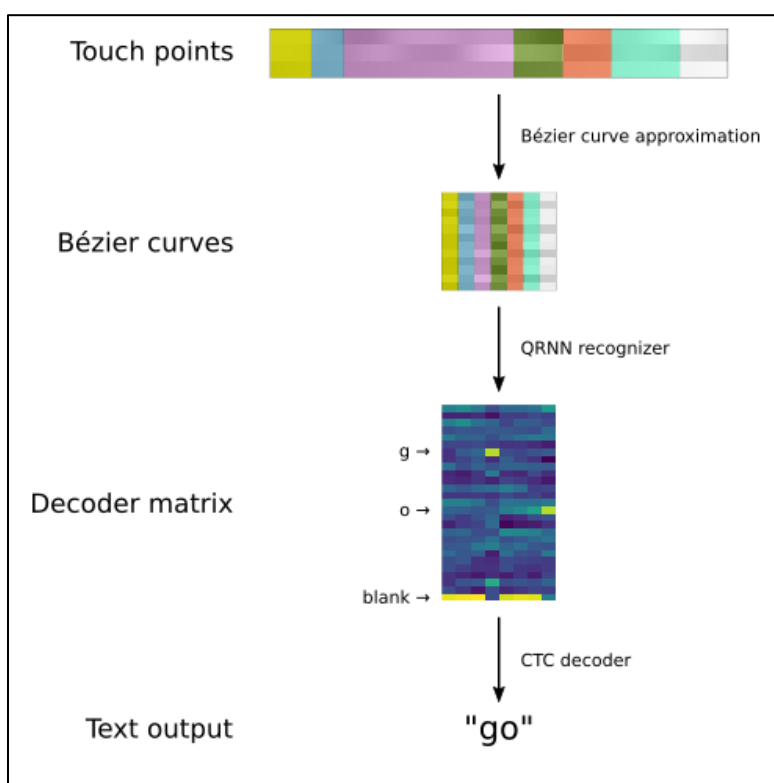 Touch points
Bézier curve approximation
Bézier curves
QRNN recognizer
g →
Decoder matrix
o →
blank →
CTC decoder
Text output
"go"